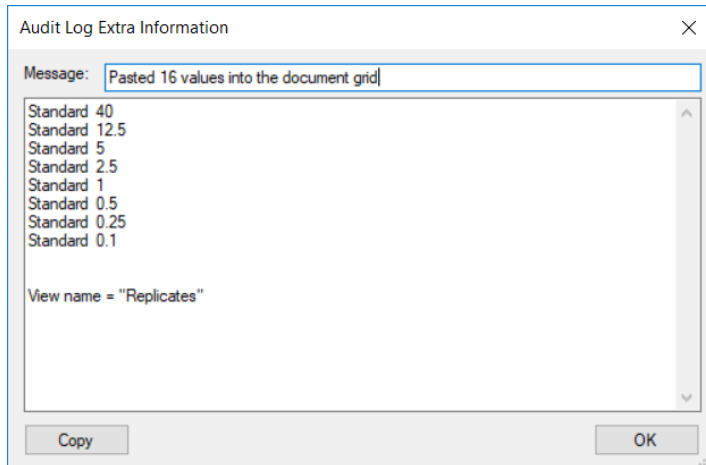 Audit Log Extra Information
Message: Pasted 16 values into the document grid
Standard 40
Standard 12.5
Standard 5
Standard 2.5
Standard 1
Standard 0.5
Standard 0.25
Standard 0.1
View name = "Replicates"
Copy OK